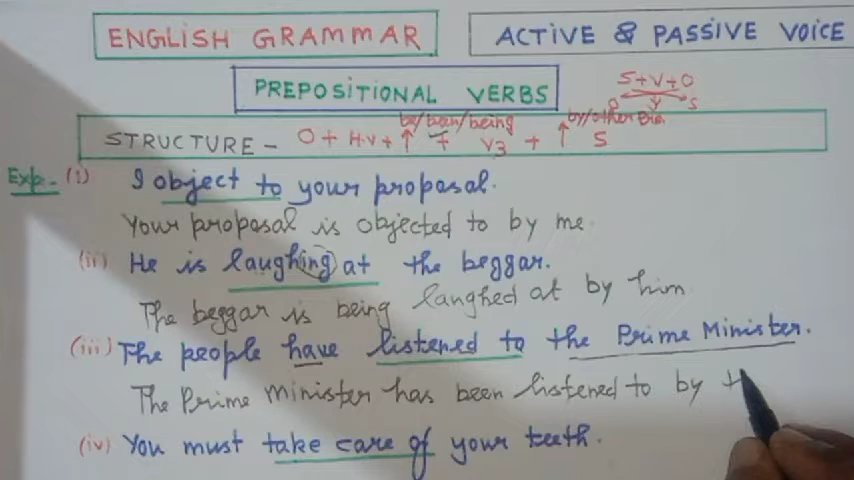 ENGLISH GRAMMAR
ACTIVE & PASSIVE VOICE
PREPOSITIONAL VERBS
S+V+O
O V S
be/been/being
by/other
STRUCTURE - O + H.V + ↑ + V3 + ↑ S
Exp:- (i) I object to your proposal.
Your proposal is objected to by me.
(ii) He is laughing at the beggar.
The beggar is being laughed at by him
(iii) The people have listened to the Prime Minister.
The Prime Minister has been listened to by th
(iv) You must take care of your teeth.